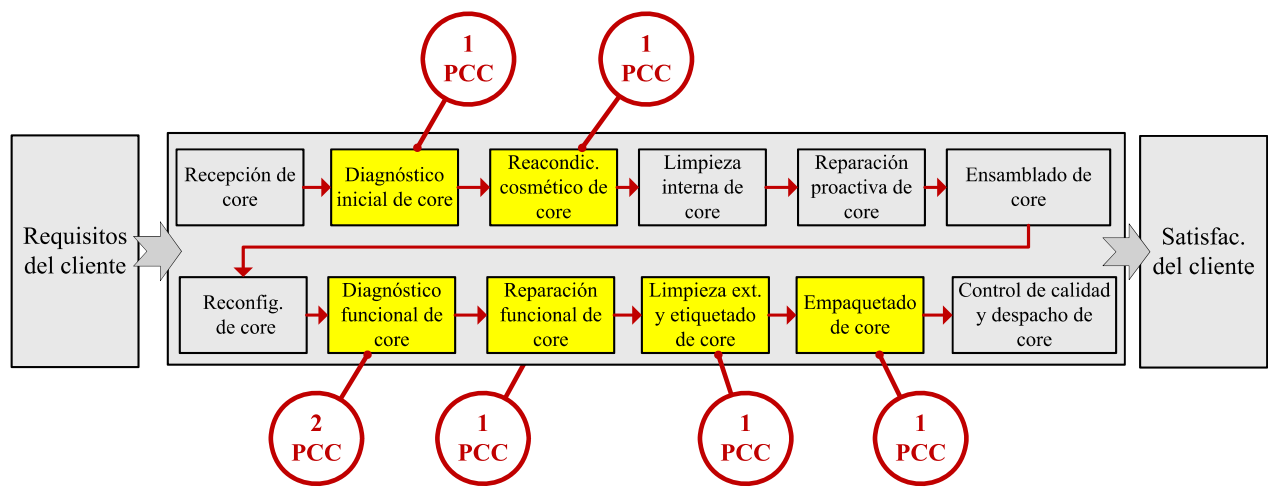 1
PCC
1
PCC
Requisitos
del cliente
Recepción de
core
Diagnóstico
inicial de core
Reacondic.
cosmético de
core
Limpieza
interna de
core
Reparación
proactiva de
core
Ensamblado de
core
Reconfig.
de core
Diagnóstico
funcional de
core
Reparación
funcional de
core
Limpieza ext.
y etiquetado
de core
Empaquetado
de core
Control de calidad
y despacho de
core
Satisfac.
del cliente
2
PCC
1
PCC
1
PCC
1
PCC